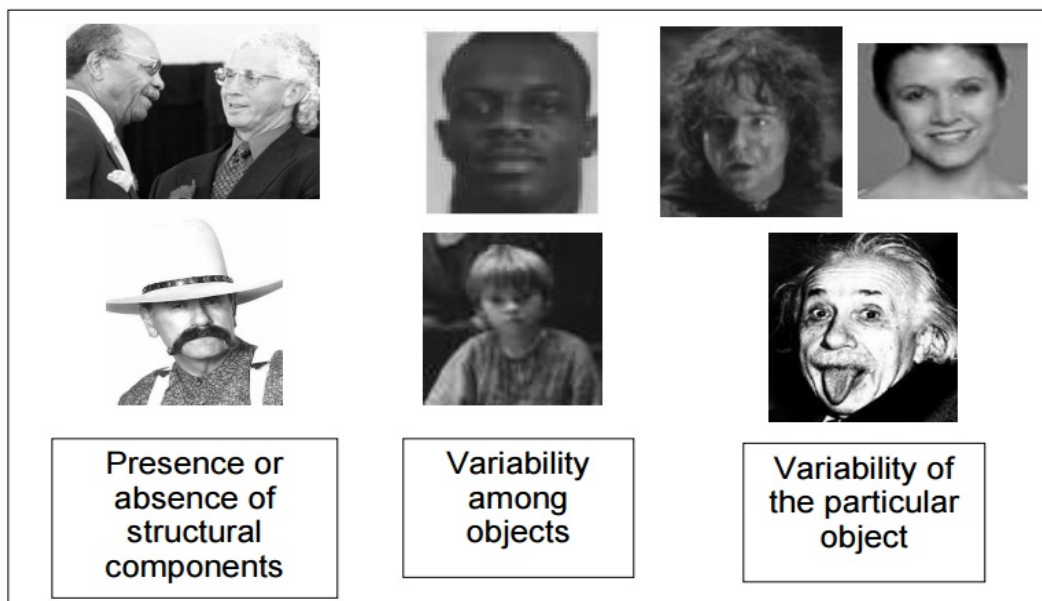 Presence or
absence of
structural
components
Variability
among
objects
Variability of
the particular
object